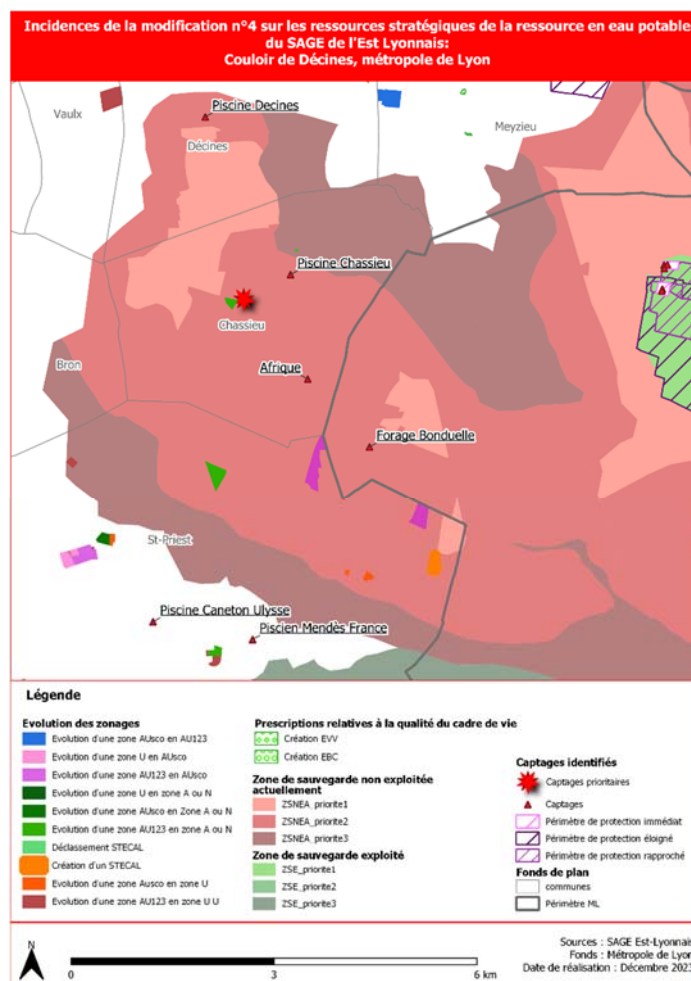 Incidences de la modification n°4 sur les ressources stratégiques de la ressource en eau potable
du SAGE de l'Est Lyonnais:
Couloir de Décines, métropole de Lyon
Piscine Decines
Vaulx
Meyzieu
Décines
Piscine Chassieu
Chassieu
Bron
Afrique
Forage Bonduelle
St-Priest
Piscine Caneton Ulysse
Piscien Mendès France
Légende
Evolution des zonages
Evolution d'une zone AUsco en AU123
Evolution d'une zone U en AUsco
Evolution d'une zone AU123 en AUsco
Evolution d'une zone U en zone A ou N
Evolution d'une zone AUsco en Zone A ou N
Evolution d'une zone AU123 en zone A ou N
Déclassement STECAL
Création d'un STECAL
Evolution d'une zone Ausco en zone U
Evolution d'une zone AU123 en zone U U
Prescriptions relatives à la qualité du cadre de vie
Création EVV
Création EBC
Zone de sauvegarde non exploitée
actuellement
ZSNEA_priorite1
ZSNEA_priorite2
ZSNEA_priorite3
Zone de sauvegarde exploité
ZSE_priorite1
ZSE_priorite2
ZSE_priorite3
Captages identifiés
Captages prioritaires
Captages
Périmètre de protection immédiat
Périmètre de protection éloigné
Périmètre de protection rapproché
Fonds de plan
communes
Périmètre ML
N
0 3 6 km
Sources : SAGE Est-Lyonnais
Fonds : Métropole de Lyon
Date de réalisation : Décembre 2023